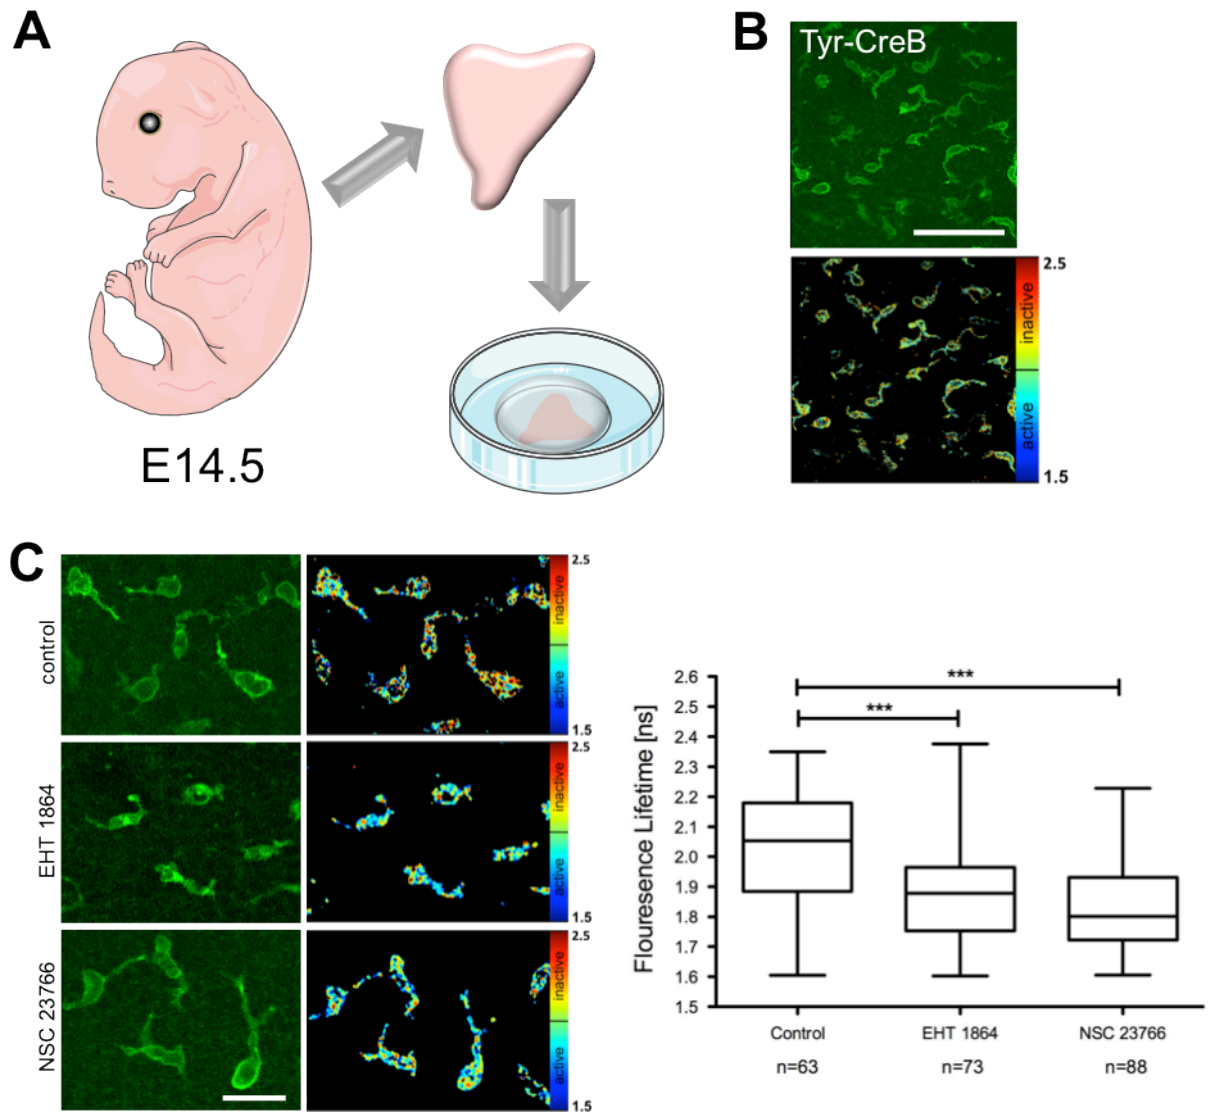 A
E14.5
B
Tyr-CreB
2.5
inactive
active
1.5
C
control
2.5
inactive
active
1.5
EHT 1864
2.5
inactive
active
1.5
NSC 23766
2.5
inactive
active
1.5
Flouresence Lifetime [ns]
2.6
2.5
2.4
2.3
2.2
2.1
2.0
1.9
1.8
1.7
1.6
1.5
***
***
Control EHT 1864 NSC 23766
n=63 n=73 n=88